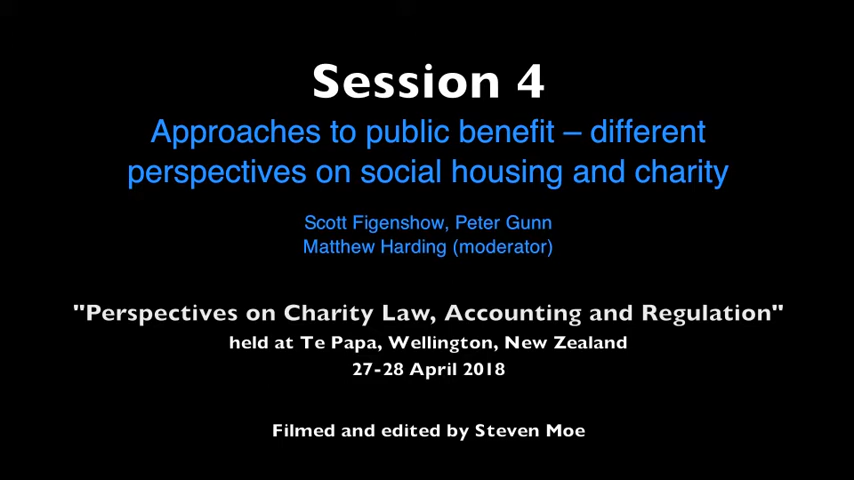 Session 4
Approaches to public benefit – different
perspectives on social housing and charity
Scott Figenshow, Peter Gunn
Matthew Harding (moderator)
"Perspectives on Charity Law, Accounting and Regulation"
held at Te Papa, Wellington, New Zealand
27-28 April 2018
Filmed and edited by Steven Moe